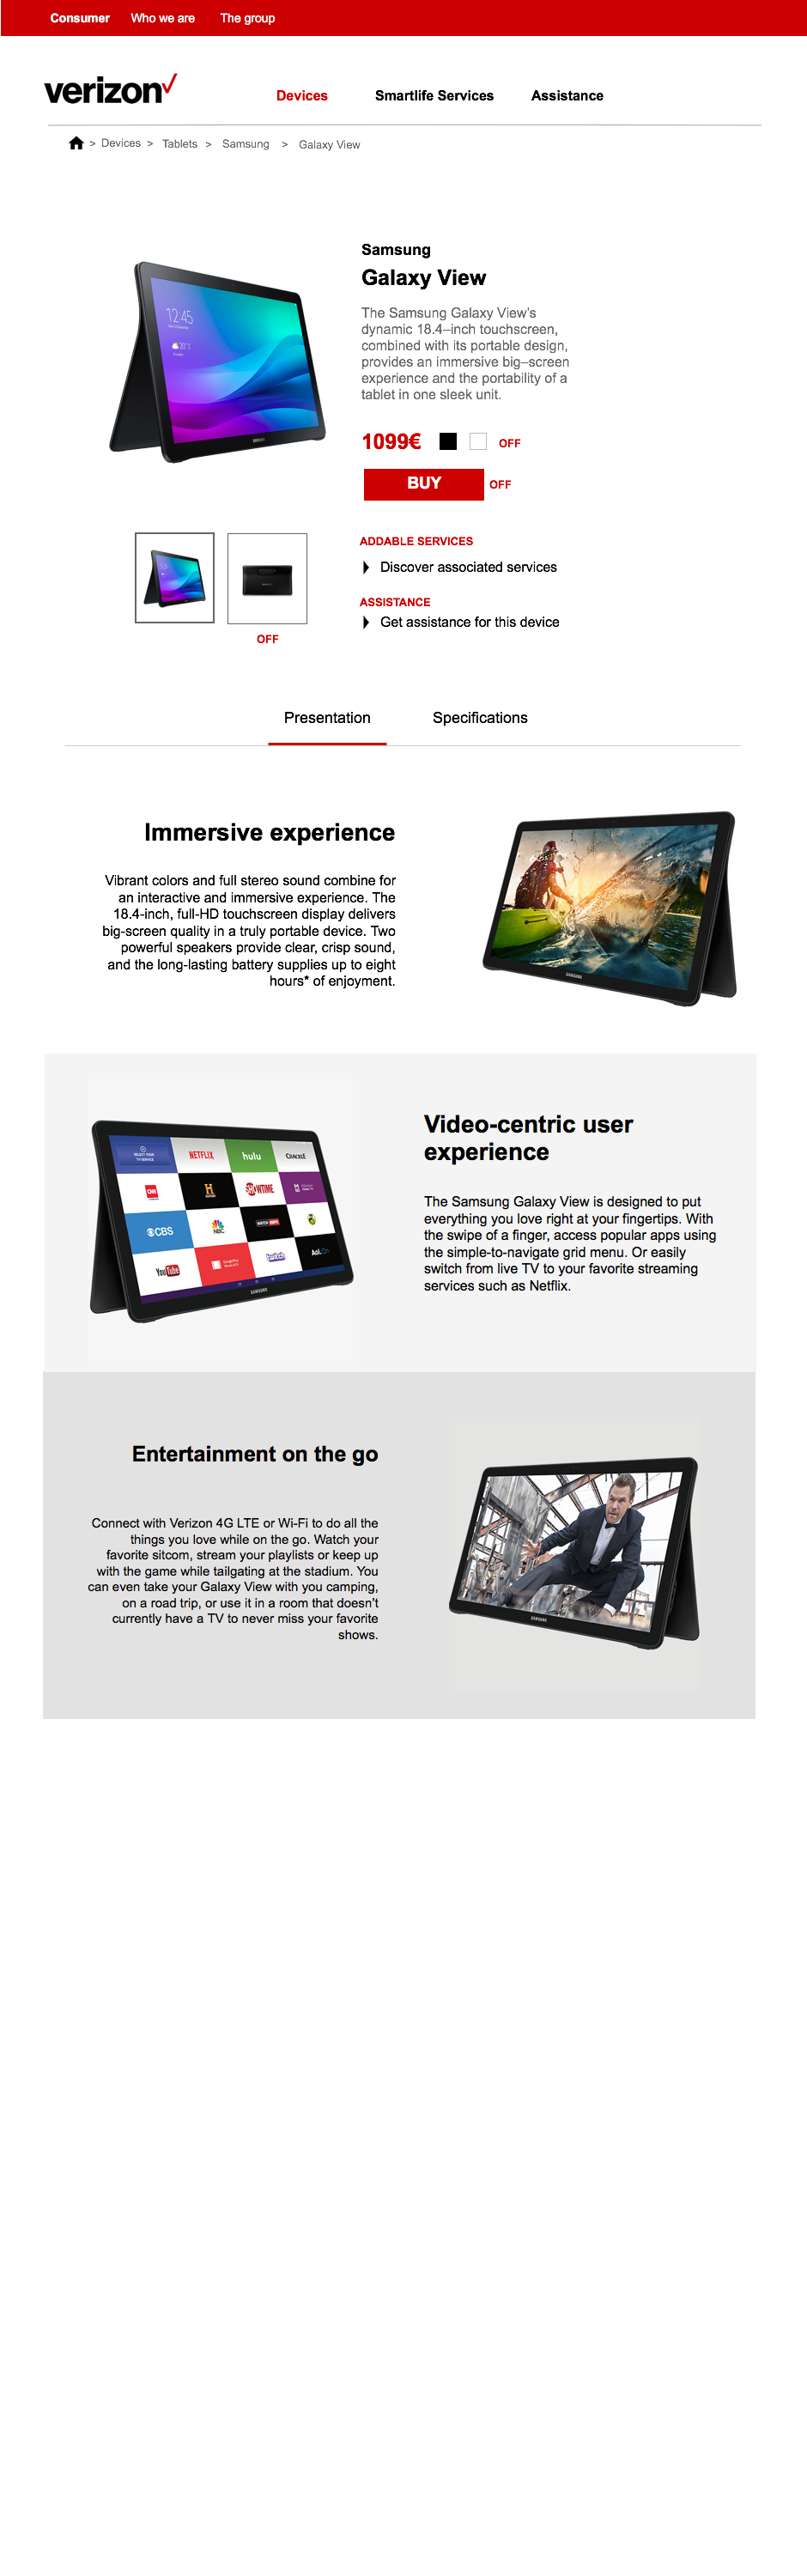 Consumer Who we are The group
verizon
Devices Smartlife Services Assistance
> Devices > Tablets > Samsung > Galaxy View
Samsung
Galaxy View
The Samsung Galaxy View's
dynamic 18.4–inch touchscreen,
combined with its portable design,
provides an immersive big–screen
experience and the portability of a
tablet in one sleek unit.
12:45
20°
SAMSUNG
1099€ OFF
BUY OFF
ADDABLE SERVICES
Discover associated services
ASSISTANCE
Get assistance for this device
OFF
Presentation Specifications
Immersive experience
Vibrant colors and full stereo sound combine for
an interactive and immersive experience. The
18.4-inch, full-HD touchscreen display delivers
big-screen quality in a truly portable device. Two
powerful speakers provide clear, crisp sound,
and the long-lasting battery supplies up to eight
hours* of enjoyment.
SAMSUNG
SELECT YOUR
TV SERVICE
NETFLIX hulu CRACKLE
CNN H SHOWTIME
CBS NBC WATCH ESPN
YouTube twitch Aol.On
SAMSUNG
Video-centric user
experience
The Samsung Galaxy View is designed to put
everything you love right at your fingertips. With
the swipe of a finger, access popular apps using
the simple-to-navigate grid menu. Or easily
switch from live TV to your favorite streaming
services such as Netflix.
Entertainment on the go
Connect with Verizon 4G LTE or Wi-Fi to do all the
things you love while on the go. Watch your
favorite sitcom, stream your playlists or keep up
with the game while tailgating at the stadium. You
can even take your Galaxy View with you camping,
on a road trip, or use it in a room that doesn't
currently have a TV to never miss your favorite
shows.
SAMSUNG